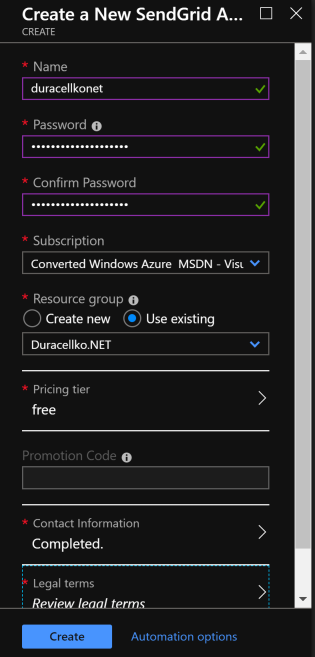 Create a New SendGrid A...
CREATE
* Name
duracellkonet
* Password
••••••••••••••••••••
* Confirm Password
••••••••••••••••••••
* Subscription
Converted Windows Azure MSDN - Visu
* Resource group
Create new Use existing
Duracellko.NET
* Pricing tier
free
Promotion Code
* Contact Information
Completed.
* Legal terms
Review legal terms
Create Automation options